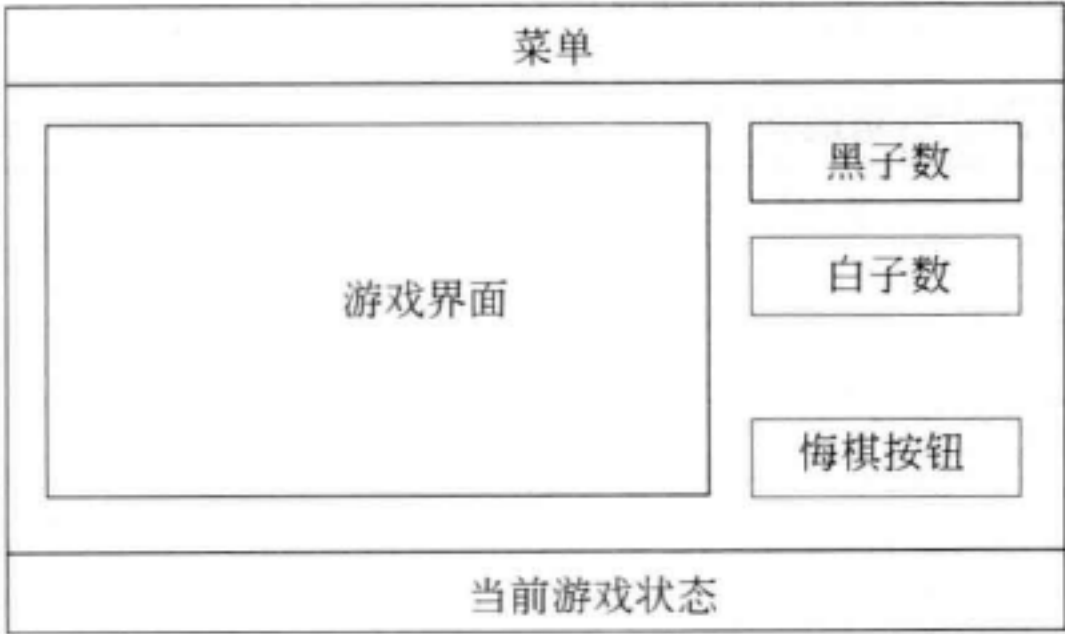 菜单
游戏界面
黑子数
白子数
悔棋按钮
当前游戏状态